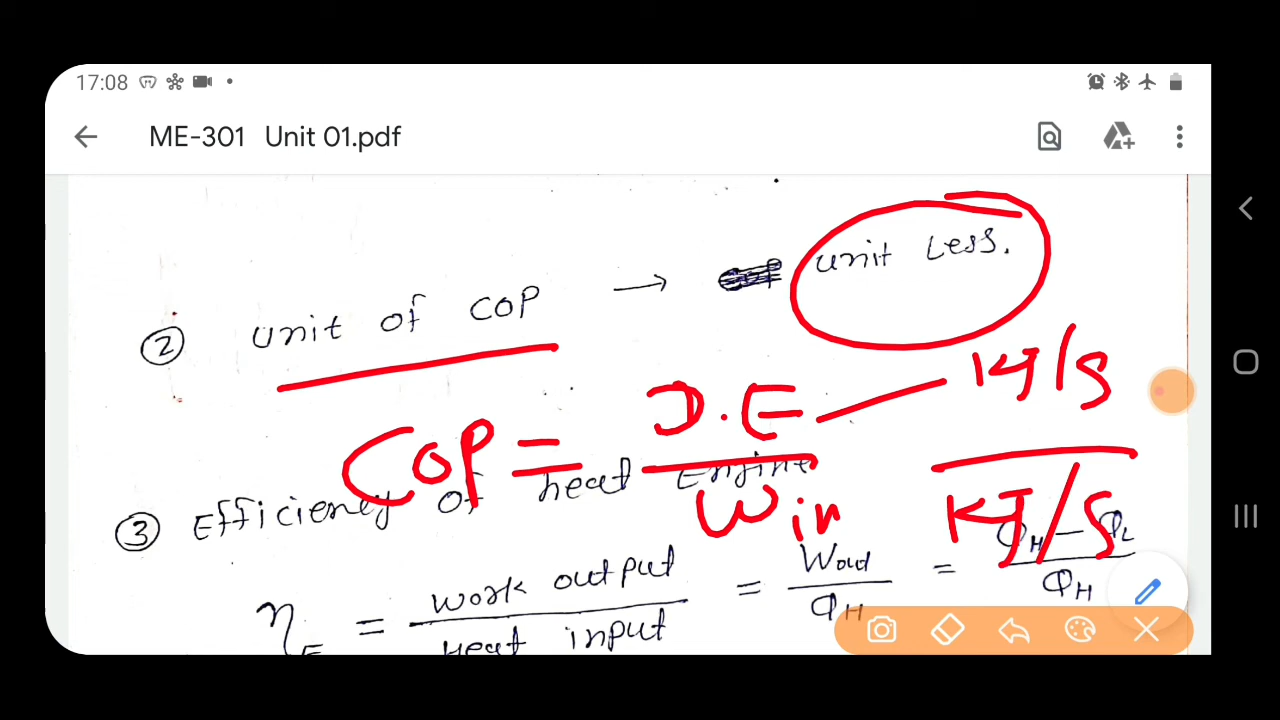 17:08
ME-301 Unit 01.pdf
② unit of COP → unit Less.
COP = D.E / Win — KJ/s / KJ/s
③ Efficiency of heat Engine
η = work output / heat input = Wout / QH = QH - QL / QH